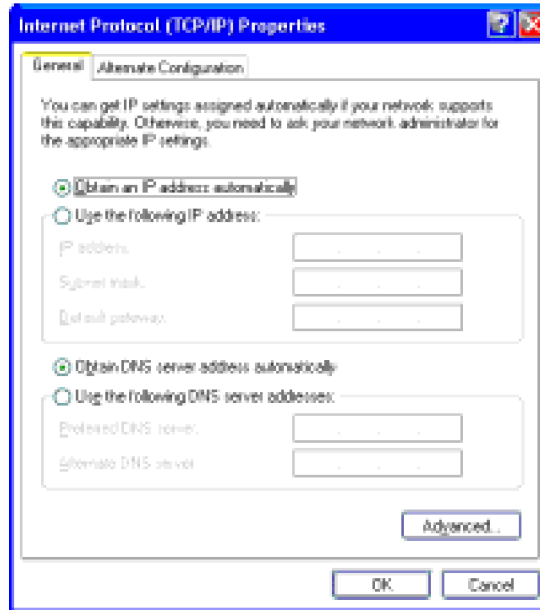 Internet Protocol (TCP/IP) Properties
General Alternate Configuration
You can get IP settings assigned automatically if your network supports
this capability. Otherwise, you need to ask your network administrator for
the appropriate IP settings.
Obtain an IP address automatically
Use the following IP address:
IP address:
Subnet mask:
Default gateway:
Obtain DNS server address automatically
Use the following DNS server addresses:
Preferred DNS server:
Alternate DNS server:
Advanced...
OK Cancel